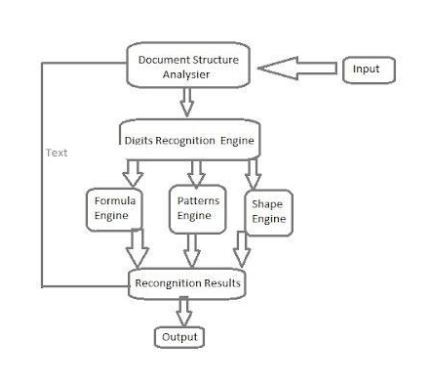 Document Structure
Analysier
Input
Digits Recognition Engine
Text
Formula
Engine
Patterns
Engine
Shape
Engine
Recongnition Results
Output